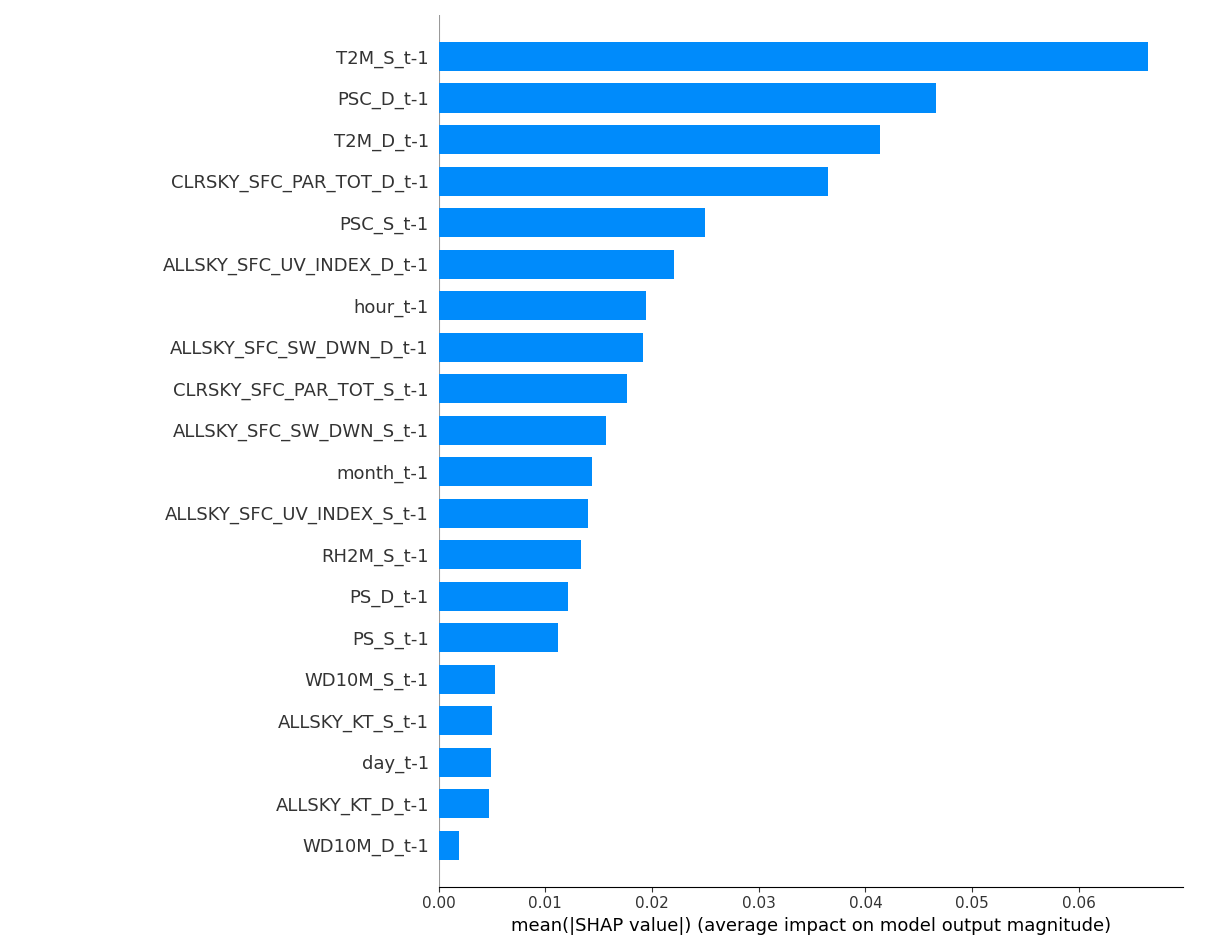 T2M_S_t-1
PSC_D_t-1
T2M_D_t-1
CLRSKY_SFC_PAR_TOT_D_t-1
PSC_S_t-1
ALLSKY_SFC_UV_INDEX_D_t-1
hour_t-1
ALLSKY_SFC_SW_DWN_D_t-1
CLRSKY_SFC_PAR_TOT_S_t-1
ALLSKY_SFC_SW_DWN_S_t-1
month_t-1
ALLSKY_SFC_UV_INDEX_S_t-1
RH2M_S_t-1
PS_D_t-1
PS_S_t-1
WD10M_S_t-1
ALLSKY_KT_S_t-1
day_t-1
ALLSKY_KT_D_t-1
WD10M_D_t-1
0.00 0.01 0.02 0.03 0.04 0.05 0.06
mean(|SHAP value|) (average impact on model output magnitude)